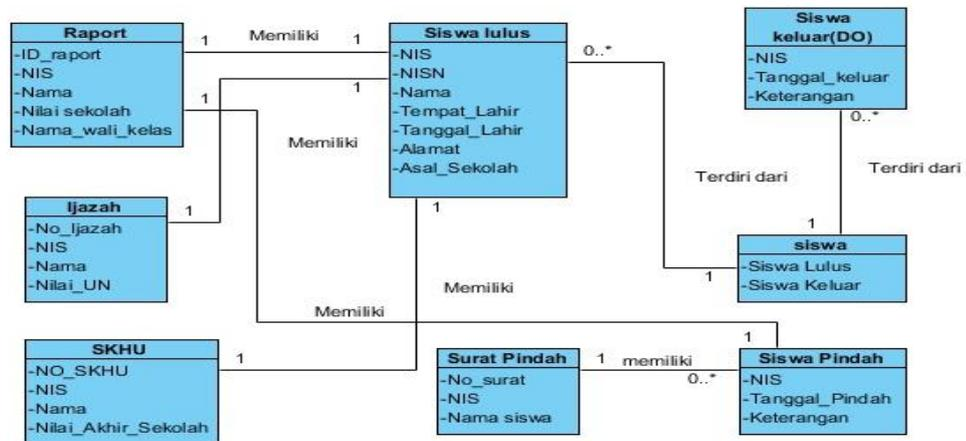 Raport
-ID_raport
-NIS
-Nama
-Nilai sekolah
-Nama_wali_kelas
1
Memiliki
1
Siswa lulus
-NIS
-NISN
-Nama
-Tempat_Lahir
-Tanggal_Lahir
-Alamat
-Asal_Sekolah
0..*
Siswa
keluar(DO)
-NIS
-Tanggal_keluar
-Keterangan
0..*
1
1
Memiliki
Terdiri dari
Terdiri dari
Ijazah
-No_Ijazah
-NIS
-Nama
-Nilai_UN
1
1
1
siswa
-Siswa Lulus
-Siswa Keluar
1
Memiliki
Memiliki
SKHU
-NO_SKHU
-NIS
-Nama
-Nilai_Akhir_Sekolah
1
Surat Pindah
-No_surat
-NIS
-Nama siswa
1
memiliki
0..*
1
Siswa Pindah
-NIS
-Tanggal_Pindah
-Keterangan